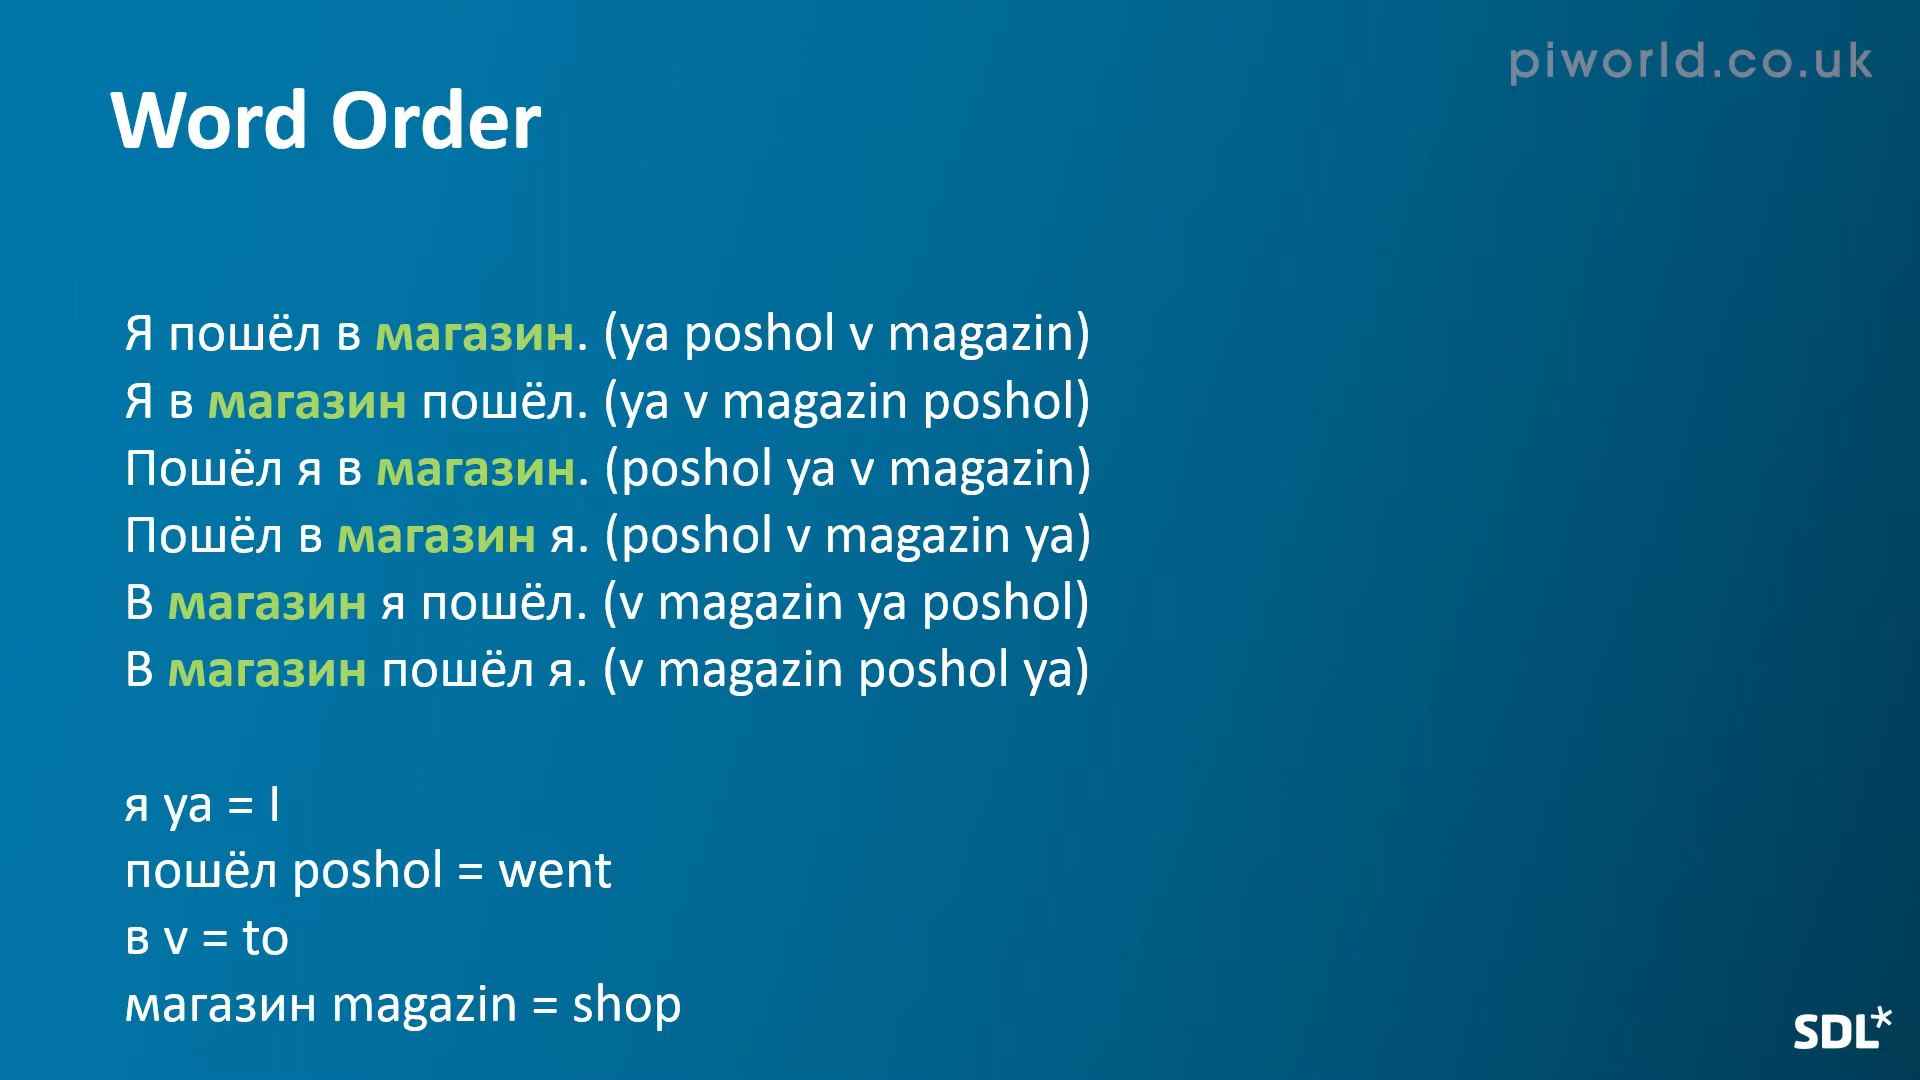 piworld.co.uk
Word Order
Я пошёл в магазин. (ya poshol v magazin)
Я в магазин пошёл. (ya v magazin poshol)
Пошёл я в магазин. (poshol ya v magazin)
Пошёл в магазин я. (poshol v magazin ya)
В магазин я пошёл. (v magazin ya poshol)
В магазин пошёл я. (v magazin poshol ya)
я ya = I
пошёл poshol = went
в v = to
магазин magazin = shop
SDL*